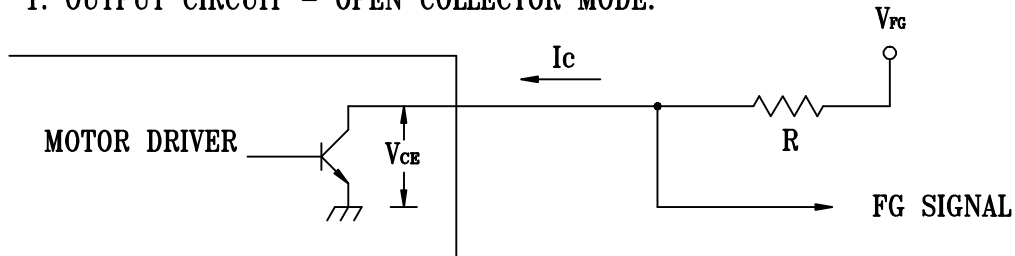 1. OUTPUT CIRCUIT - OPEN COLLECTOR MODE:
VFG
Ic
MOTOR DRIVER
VCE
R
FG SIGNAL